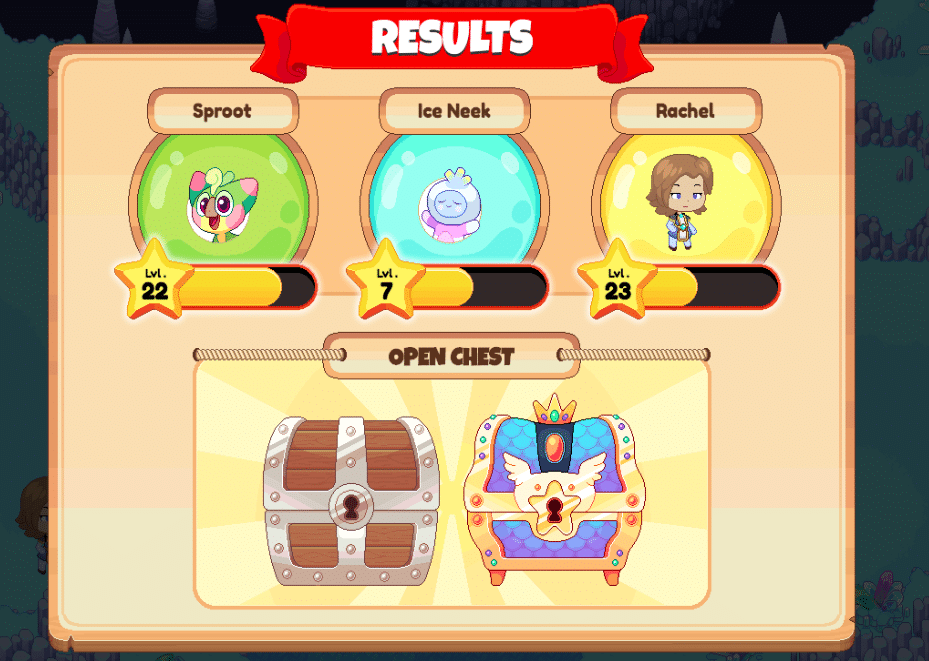 RESULTS
Sproot
Ice Neek
Rachel
Lvl.
22
Lvl.
7
Lvl.
23
OPEN CHEST